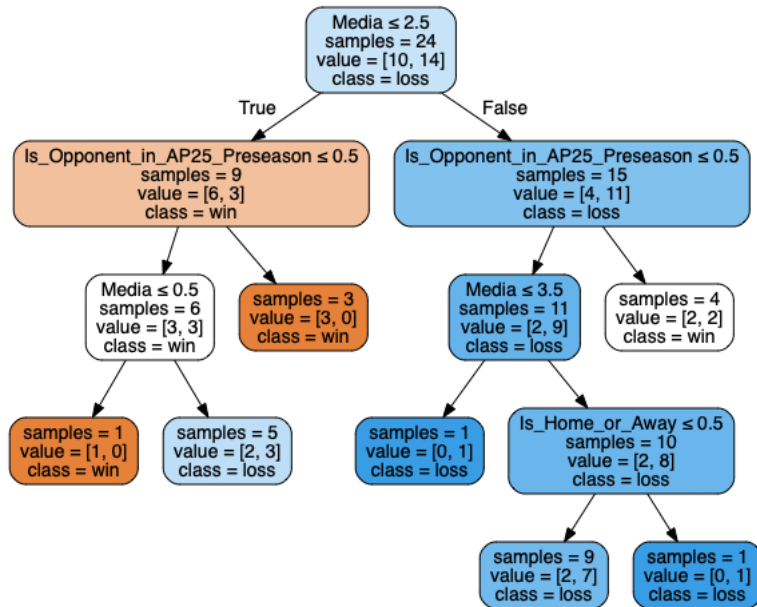 Media ≤ 2.5
samples = 24
value = [10, 14]
class = loss
True
False
Is_Opponent_in_AP25_Preseason ≤ 0.5
samples = 9
value = [6, 3]
class = win
Is_Opponent_in_AP25_Preseason ≤ 0.5
samples = 15
value = [4, 11]
class = loss
Media ≤ 0.5
samples = 6
value = [3, 3]
class = win
samples = 3
value = [3, 0]
class = win
Media ≤ 3.5
samples = 11
value = [2, 9]
class = loss
samples = 4
value = [2, 2]
class = win
samples = 1
value = [1, 0]
class = win
samples = 5
value = [2, 3]
class = loss
samples = 1
value = [0, 1]
class = loss
Is_Home_or_Away ≤ 0.5
samples = 10
value = [2, 8]
class = loss
samples = 9
value = [2, 7]
class = loss
samples = 1
value = [0, 1]
class = loss